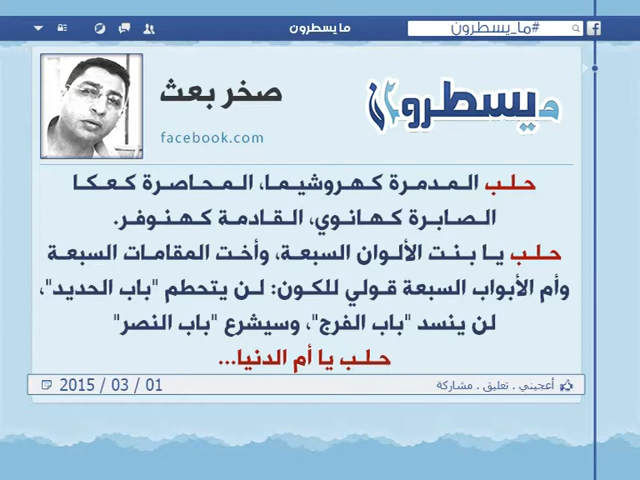 ما يسطرون
#ما_يسطرون
صخر بعث
facebook.com
ما يسطرون
حلب المدمرة كهروشيما، المحاصرة كعكا
الصابرة كهانوي، القادمة كهنوفر.
حلب يا بنت الألوان السبعة، وأخت المقامات السبعة
وأم الأبواب السبعة قولي للكون: لن يتحطم "باب الحديد"،
لن ينسد "باب الفرج"، وسيشرع "باب النصر"
حلب يا أم الدنيا...
أعجبني . تعليق . مشاركة
2015 / 03 / 01